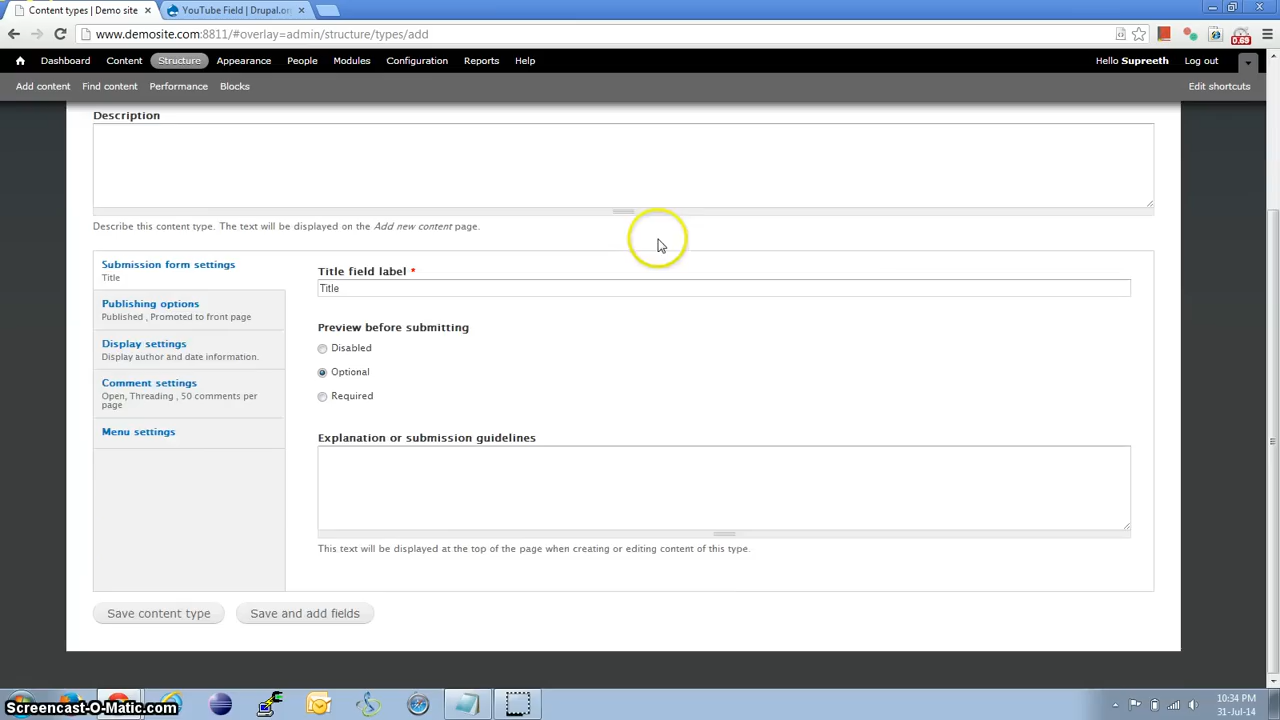 Content types | Demo site
YouTube Field | Drupal.or
www.demosite.com:8811/#overlay=admin/structure/types/add
0.69
Dashboard Content Structure Appearance People Modules Configuration Reports Help
Hello Supreeth Log out
Add content Find content Performance Blocks
Edit shortcuts
Description
Describe this content type. The text will be displayed on the Add new content page.
Submission form settings
Title
Publishing options
Published , Promoted to front page
Display settings
Display author and date information.
Comment settings
Open, Threading , 50 comments per
page
Menu settings
Title field label *
Title
Preview before submitting
Disabled
Optional
Required
Explanation or submission guidelines
This text will be displayed at the top of the page when creating or editing content of this type.
Save content type Save and add fields
Screencast-O-Matic.com
10:34 PM
31-Jul-14